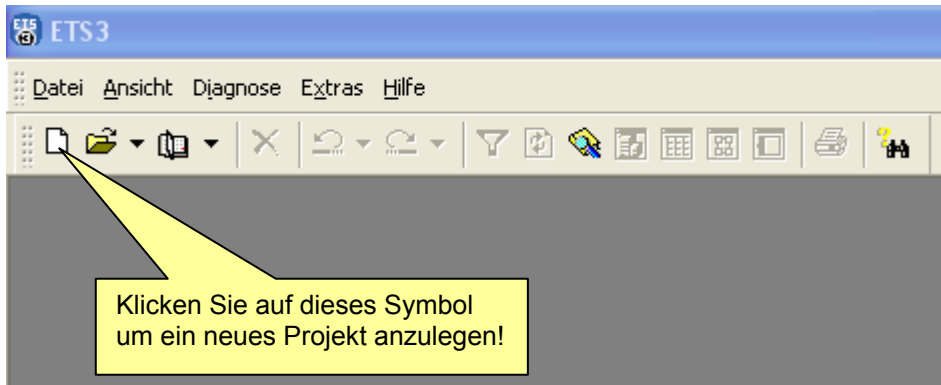 ETS3
Datei Ansicht Diagnose Extras Hilfe
Klicken Sie auf dieses Symbol
um ein neues Projekt anzulegen!